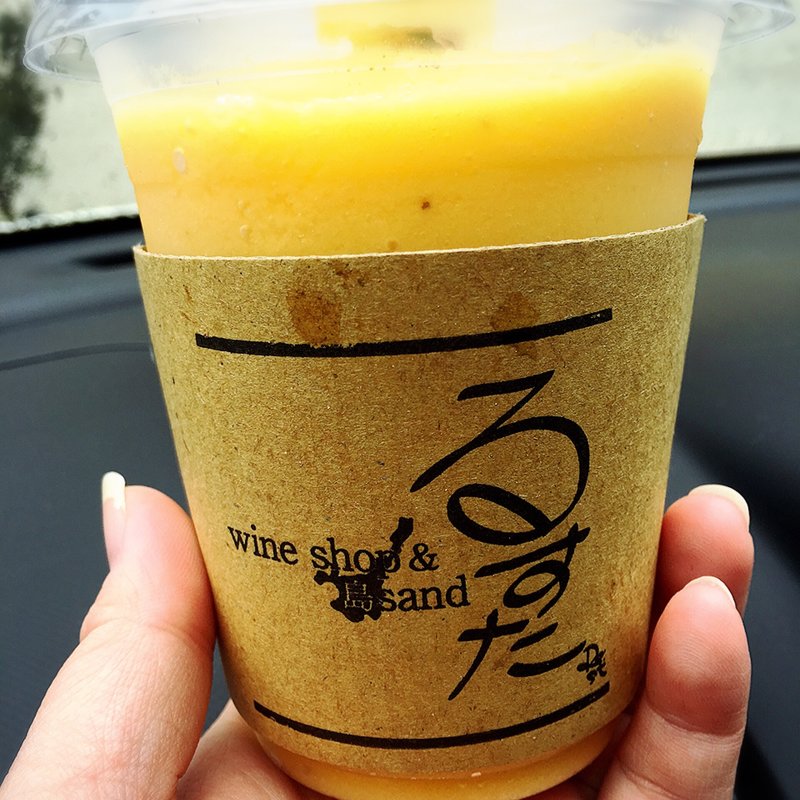 るすた
wine shop &
島sand